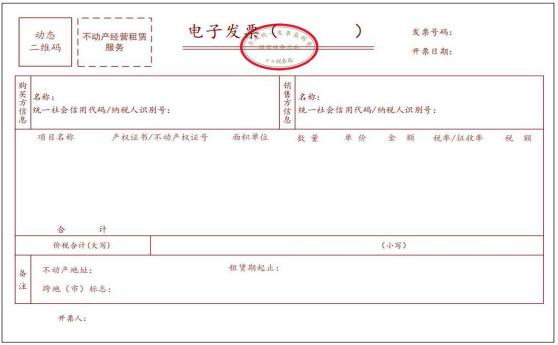 动态
二维码
不动产经营租赁
服务
电子发票（ ）
发票号码：
开票日期：
购买方信息
名称：
统一社会信用代码/纳税人识别号：
销售方信息
名称：
统一社会信用代码/纳税人识别号：
项目名称 产权证书/不动产权证号 面积单位 数量 单价 金额 税率/征收率 税额
合计
价税合计(大写) （小写）
备注
不动产地址： 租赁期起止：
跨地（市）标志：
开票人：